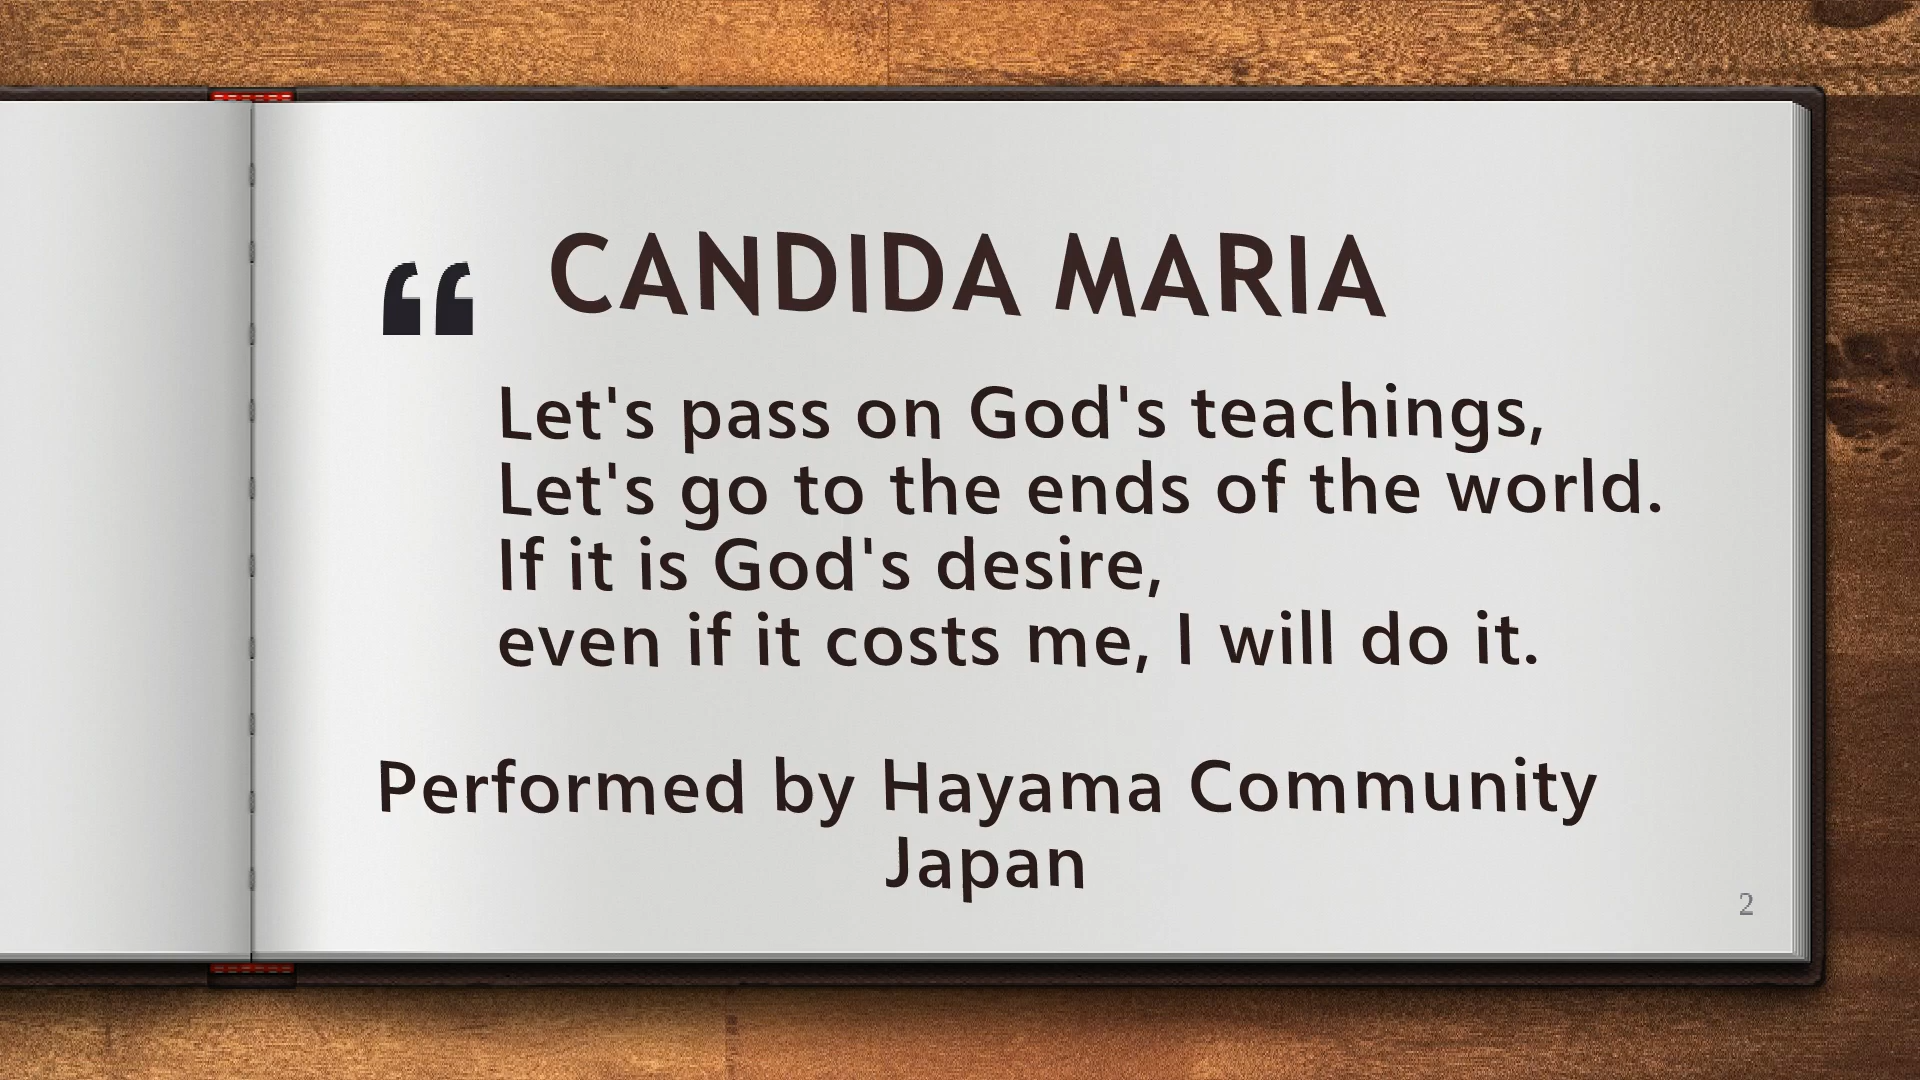 “ CANDIDA MARIA
Let's pass on God's teachings,
Let's go to the ends of the world.
If it is God's desire,
even if it costs me, I will do it.
Performed by Hayama Community
Japan
2